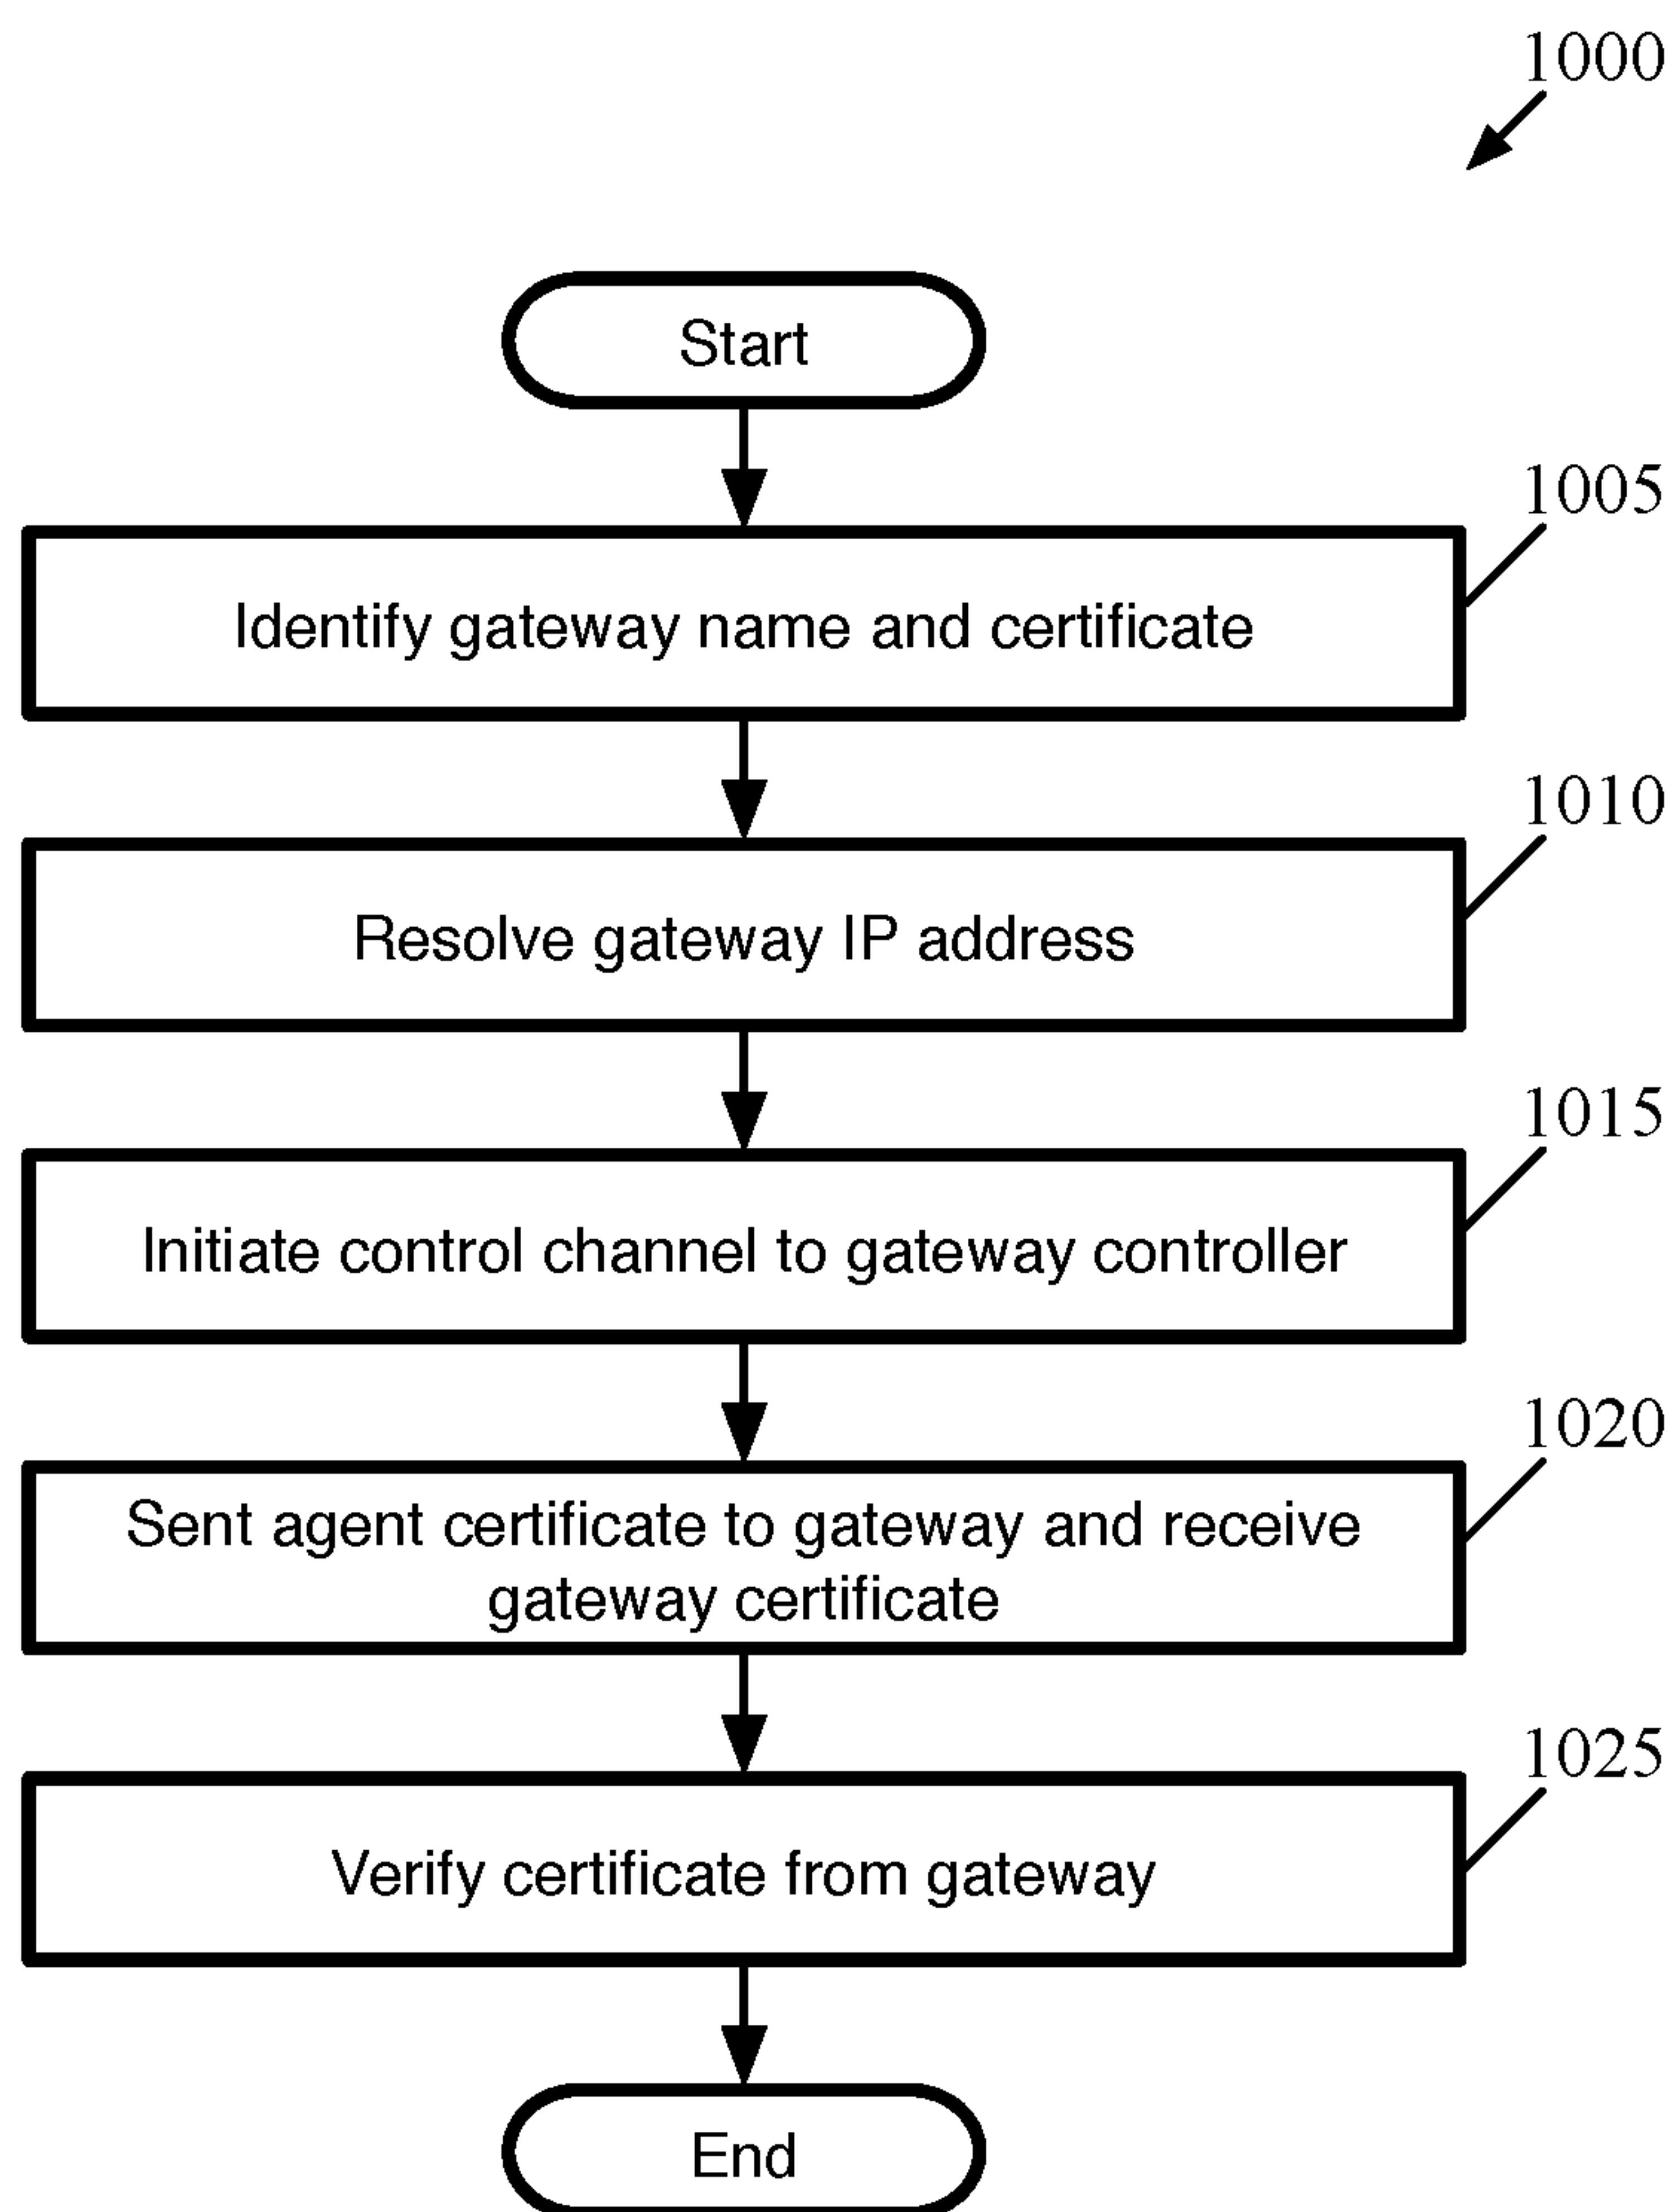 1000
Start
1005
Identify gateway name and certificate
1010
Resolve gateway IP address
1015
Initiate control channel to gateway controller
1020
Sent agent certificate to gateway and receive
gateway certificate
1025
Verify certificate from gateway
End